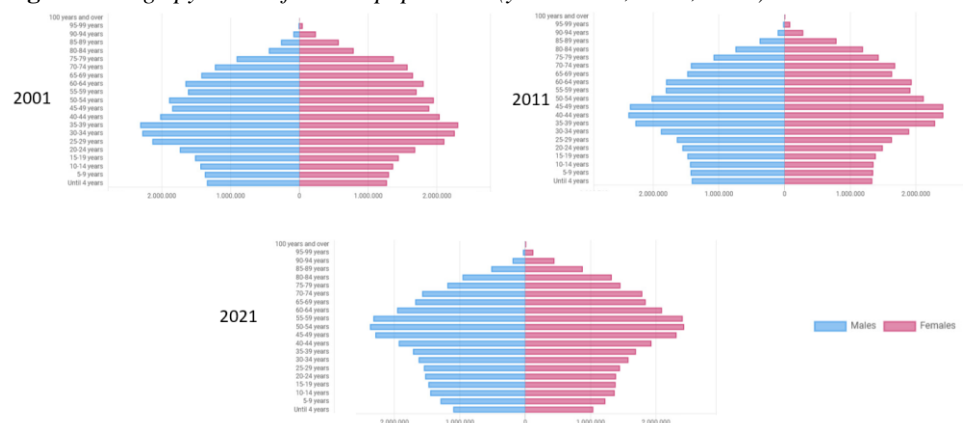 100 years and over
95-99 years
90-94 years
85-89 years
80-84 years
75-79 years
70-74 years
65-69 years
60-64 years
55-59 years
50-54 years
45-49 years
40-44 years
35-39 years
30-34 years
25-29 years
20-24 years
15-19 years
10-14 years
5-9 years
Until 4 years
2001
2.000.000 1.000.000 0 1.000.000 2.000.000
100 years and over
95-99 years
90-94 years
85-89 years
80-84 years
75-79 years
70-74 years
65-69 years
60-64 years
55-59 years
50-54 years
45-49 years
40-44 years
35-39 years
30-34 years
25-29 years
20-24 years
15-19 years
10-14 years
5-9 years
Until 4 years
2011
2.000.000 1.000.000 0 1.000.000 2.000.000
100 years and over
95-99 years
90-94 years
85-89 years
80-84 years
75-79 years
70-74 years
65-69 years
60-64 years
55-59 years
50-54 years
45-49 years
40-44 years
35-39 years
30-34 years
25-29 years
20-24 years
15-19 years
10-14 years
5-9 years
Until 4 years
2021
2.000.000 1.000.000 0 1.000.000 2.000.000
Males Females